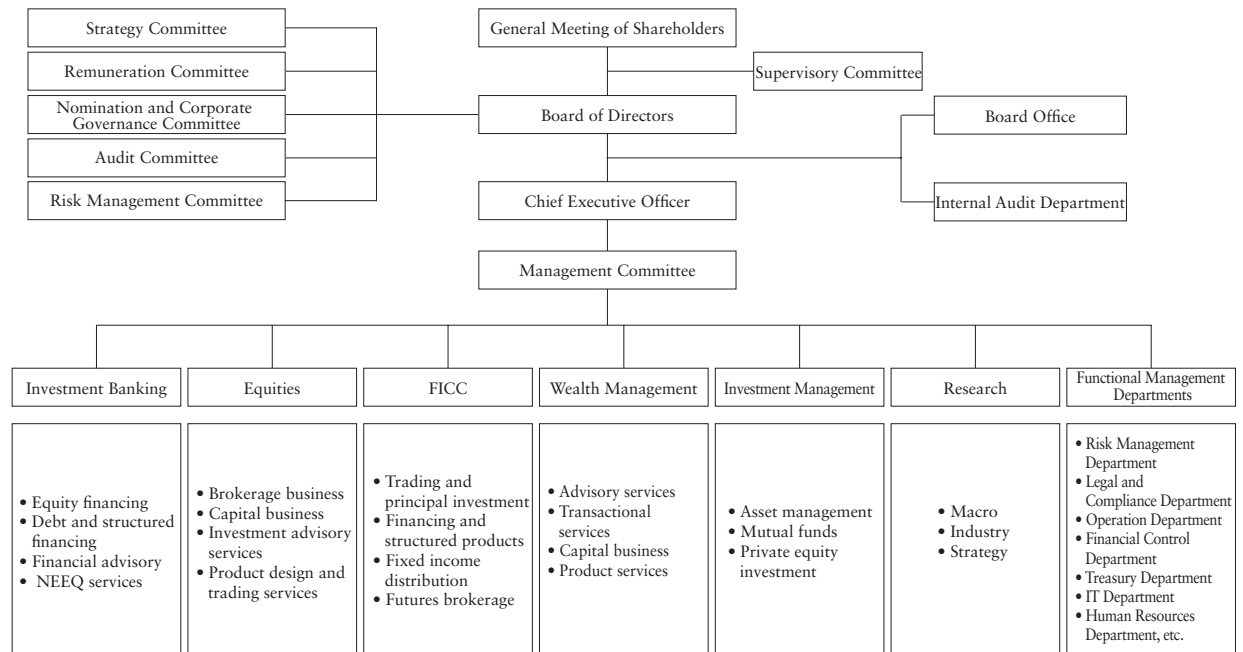 Strategy Committee
General Meeting of Shareholders
Remuneration Committee
Supervisory Committee
Nomination and Corporate
Governance Committee
Board of Directors
Board Office
Audit Committee
Risk Management Committee
Chief Executive Officer
Internal Audit Department
Management Committee
Investment Banking
Equities
FICC
Wealth Management
Investment Management
Research
Functional Management
Departments
• Equity financing
• Debt and structured
financing
• Financial advisory
• NEEQ services
• Brokerage business
• Capital business
• Investment advisory
services
• Product design and
trading services
• Trading and
principal investment
• Financing and
structured products
• Fixed income
distribution
• Futures brokerage
• Advisory services
• Transactional
services
• Capital business
• Product services
• Asset management
• Mutual funds
• Private equity
investment
• Macro
• Industry
• Strategy
• Risk Management
Department
• Legal and
Compliance Department
• Operation Department
• Financial Control
Department
• Treasury Department
• IT Department
• Human Resources
Department, etc.